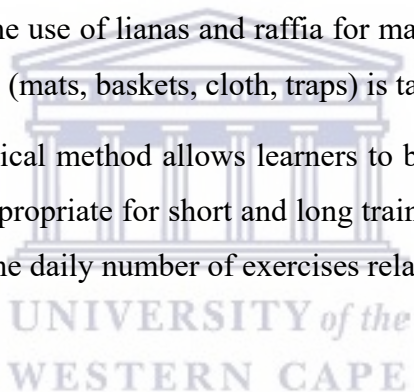 he use of lianas and raffia for ma
(mats, baskets, cloth, traps) is ta
ical method allows learners to b
propriate for short and long train
he daily number of exercises rela
UNIVERSITY of the
WESTERN CAPE